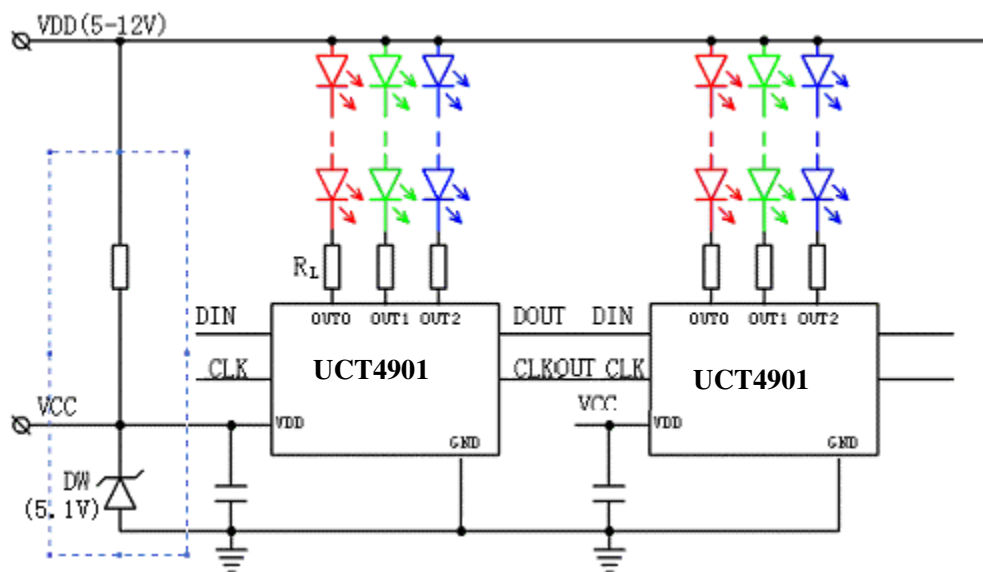 VDD(5-12V)
RL
OUT0 OUT1 OUT2
OUT0 OUT1 OUT2
DIN
DOUT DIN
UCT4901
UCT4901
CLK
CLKOUT CLK
VCC
VCC
VDD
VDD
GND
GND
DW
(5.1V)